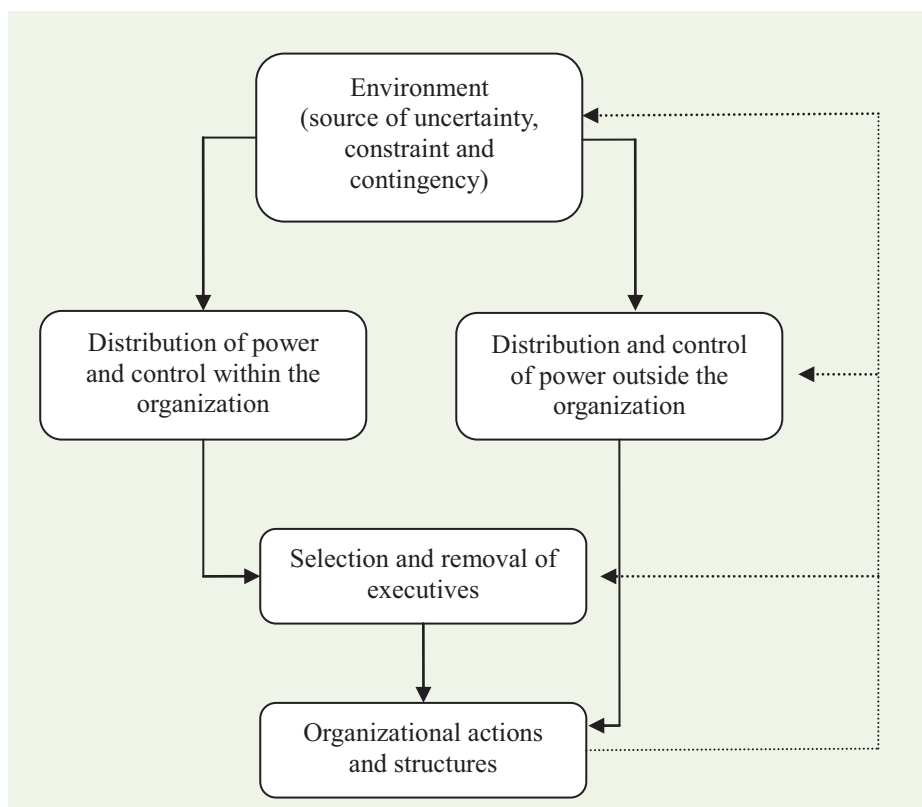 Environment
(source of uncertainty,
constraint and
contingency)
Distribution of power
and control within the
organization
Distribution and control
of power outside the
organization
Selection and removal of
executives
Organizational actions
and structures